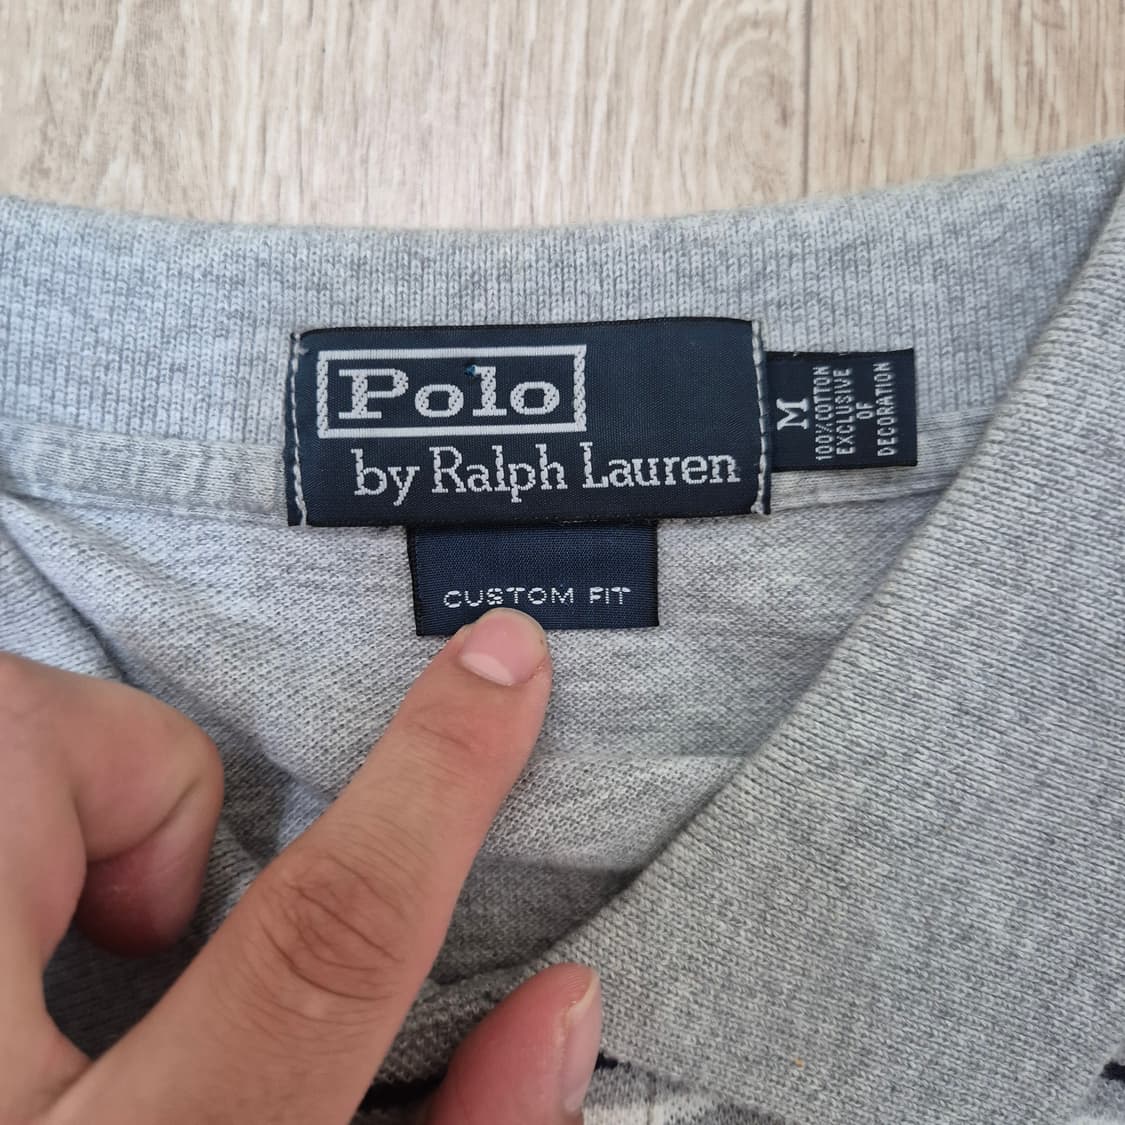 Polo
by Ralph Lauren
CUSTOM FIT
M
100% COTTON
EXCLUSIVE
OF
DECORATION